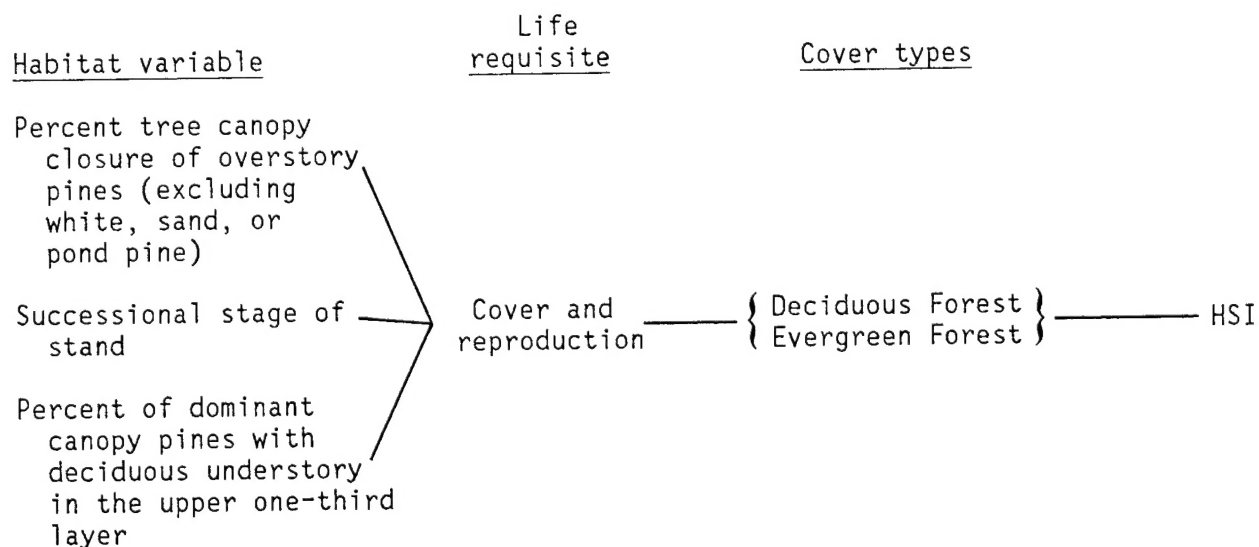 Habitat variable
Life
requisite
Cover types
Percent tree canopy
closure of overstory
pines (excluding
white, sand, or
pond pine)
Successional stage of
stand
Percent of dominant
canopy pines with
deciduous understory
in the upper one-third
layer
Cover and
reproduction
{ Deciduous Forest }
{ Evergreen Forest }
HSI